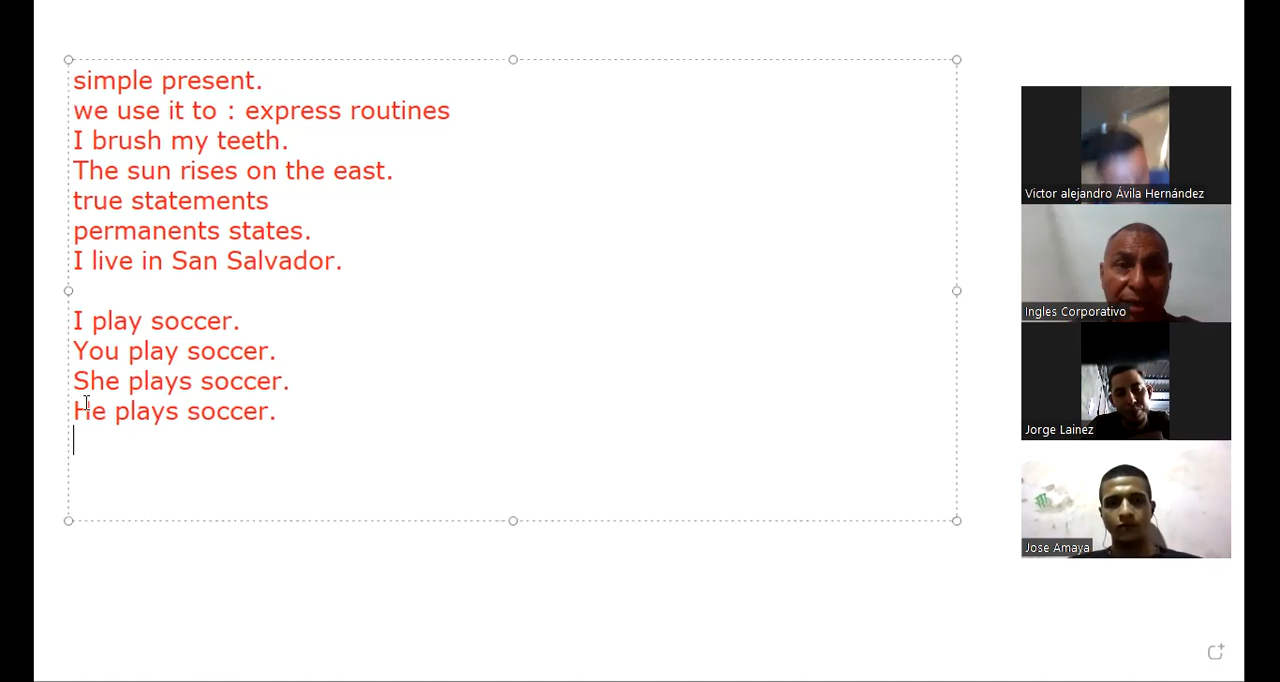 simple present.
we use it to : express routines
I brush my teeth.
The sun rises on the east.
true statements
permanents states.
I live in San Salvador.
I play soccer.
You play soccer.
She plays soccer.
He plays soccer.
Victor alejandro Ávila Hernández
Ingles Corporativo
Jorge Lainez
Jose Amaya